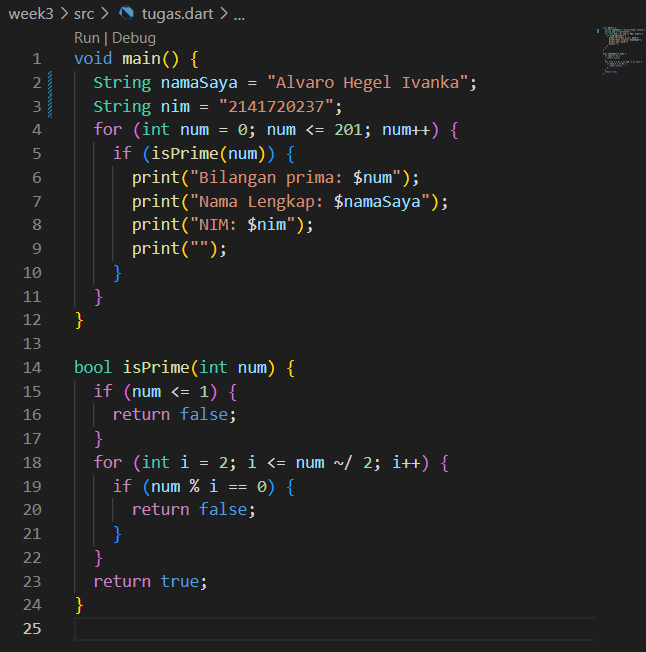 week3 > src > tugas.dart > ...
Run | Debug
1 void main() {
2   String namaSaya = "Alvaro Hegel Ivanka";
3   String nim = "2141720237";
4   for (int num = 0; num <= 201; num++) {
5     if (isPrime(num)) {
6       print("Bilangan prima: $num");
7       print("Nama Lengkap: $namaSaya");
8       print("NIM: $nim");
9       print("");
10     }
11   }
12 }
13
14 bool isPrime(int num) {
15   if (num <= 1) {
16     return false;
17   }
18   for (int i = 2; i <= num ~/ 2; i++) {
19     if (num % i == 0) {
20       return false;
21     }
22   }
23   return true;
24 }
25